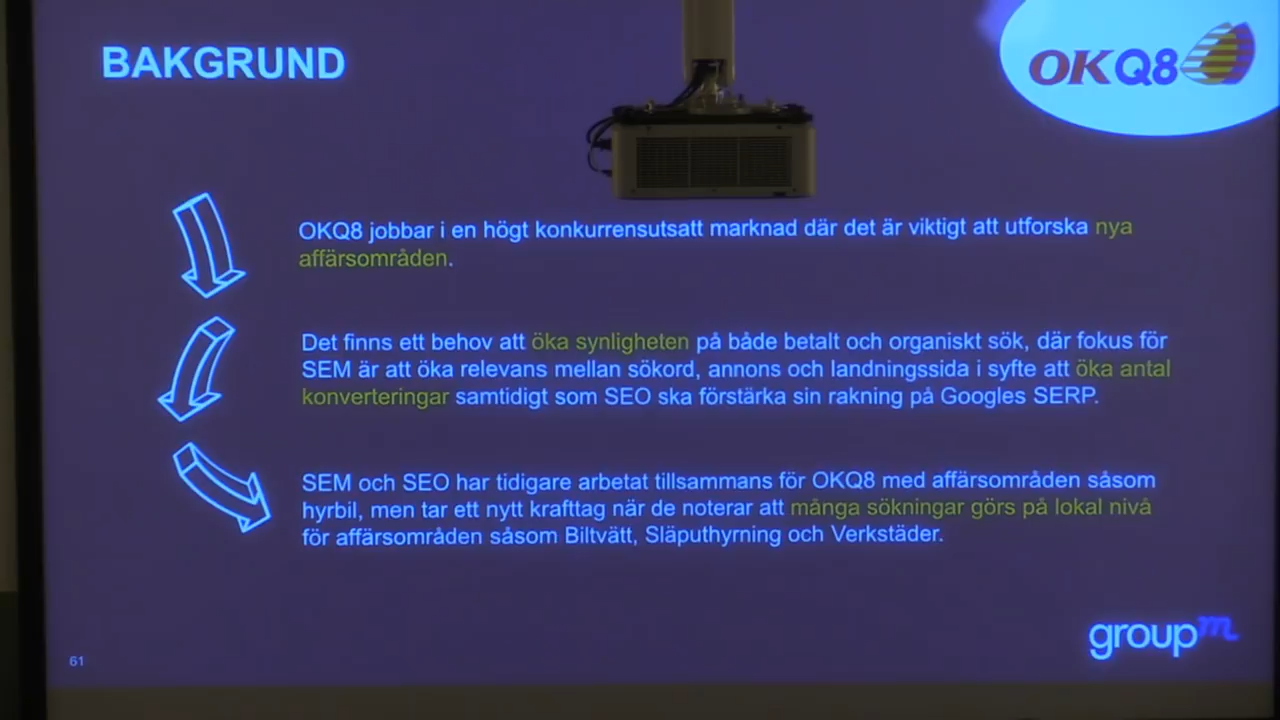 BAKGRUND
OKQ8
OKQ8 jobbar i en högt konkurrensutsatt marknad där det är viktigt att utforska nya
affärsområden.
Det finns ett behov att öka synligheten på både betalt och organiskt sök, där fokus för
SEM är att öka relevans mellan sökord, annons och landningssida i syfte att öka antal
konverteringar samtidigt som SEO ska förstärka sin rakning på Googles SERP.
SEM och SEO har tidigare arbetat tillsammans för OKQ8 med affärsområden såsom
hyrbil, men tar ett nytt krafttag när de noterar att många sökningar görs på lokal nivå
för affärsområden såsom Biltvätt, Släputhyrning och Verkstäder.
groupm
61